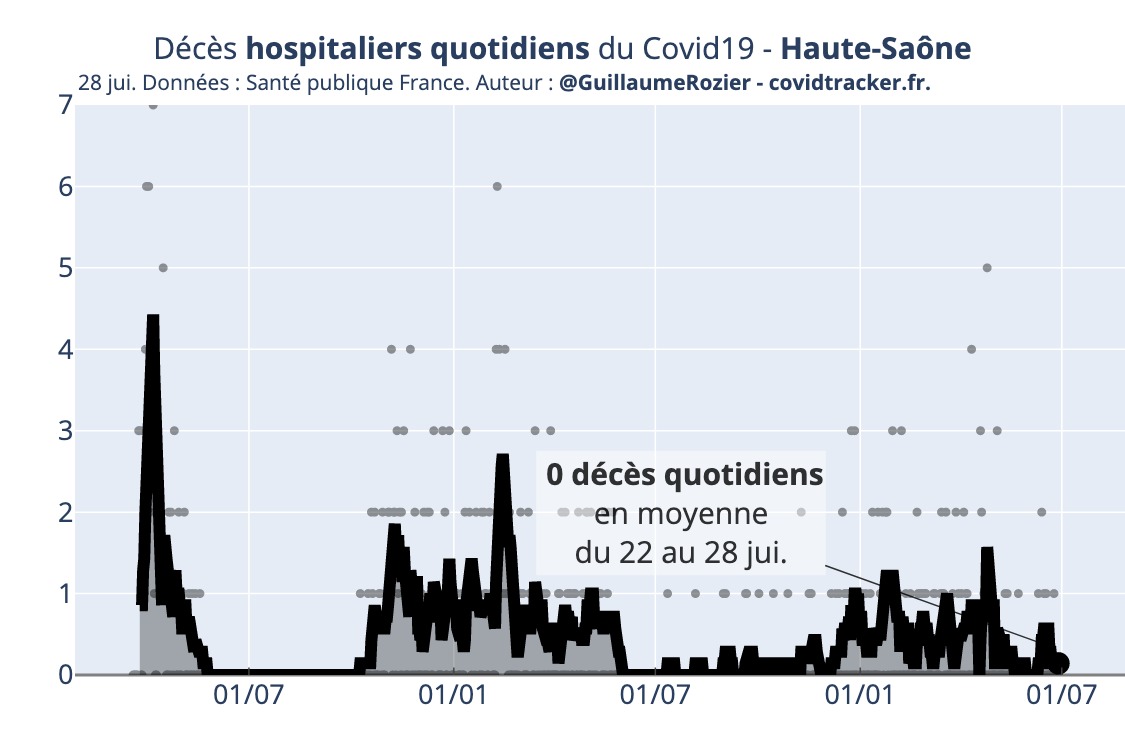 Décès hospitaliers quotidiens du Covid19 - Haute-Saône
28 jui. Données : Santé publique France. Auteur : @GuillaumeRozier - covidtracker.fr.
7
6
5
4
3
2
1
0
0 décès quotidiens
en moyenne
du 22 au 28 jui.
01/07 01/01 01/07 01/01 01/07